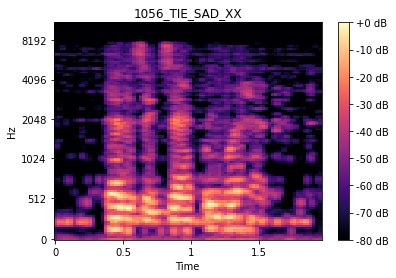 1056_TIE_SAD_XX
8192
4096
2048
1024
512
0
Hz
0
0.5
1
1.5
Time
+0 dB
-10 dB
-20 dB
-30 dB
-40 dB
-50 dB
-60 dB
-70 dB
-80 dB